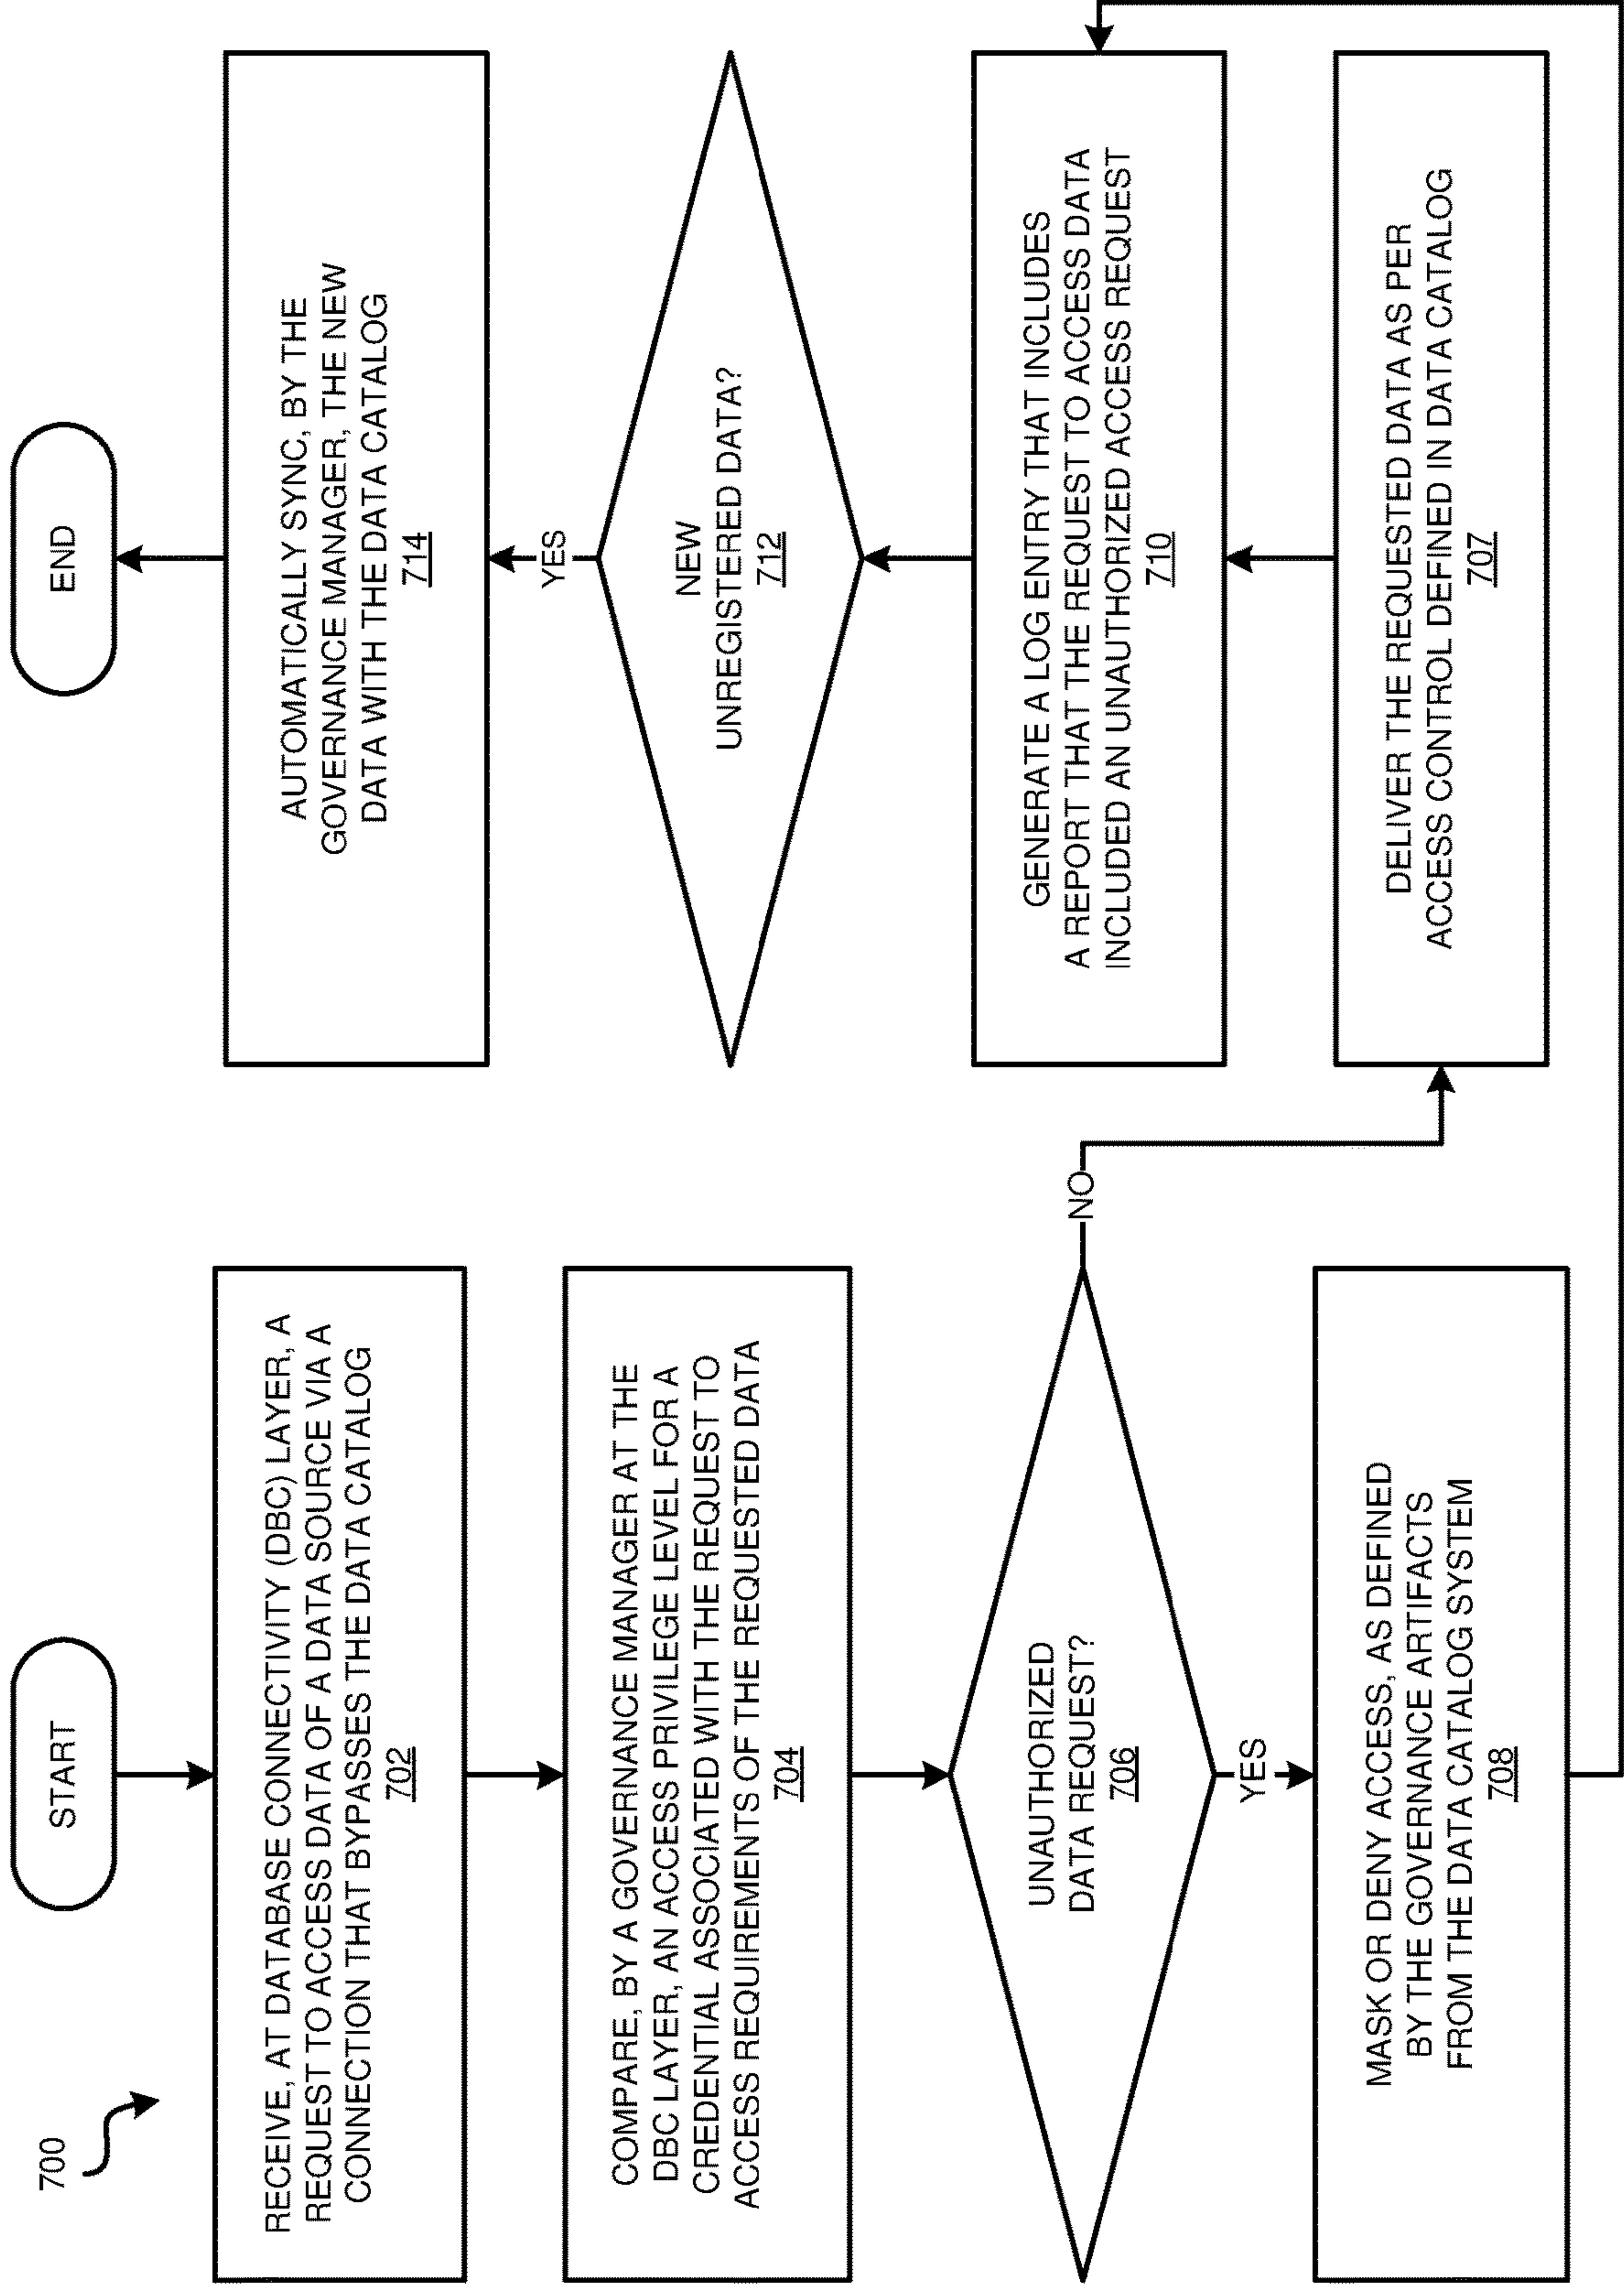 700
START
RECEIVE, AT DATABASE CONNECTIVITY (DBC) LAYER, A
REQUEST TO ACCESS DATA OF A DATA SOURCE VIA A
CONNECTION THAT BYPASSES THE DATA CATALOG
702
COMPARE, BY A GOVERNANCE MANAGER AT THE
DBC LAYER, AN ACCESS PRIVILEGE LEVEL FOR A
CREDENTIAL ASSOCIATED WITH THE REQUEST TO
ACCESS REQUIREMENTS OF THE REQUESTED DATA
704
UNAUTHORIZED
DATA REQUEST?
706
NO
YES
MASK OR DENY ACCESS, AS DEFINED
BY THE GOVERNANCE ARTIFACTS
FROM THE DATA CATALOG SYSTEM
708
DELIVER THE REQUESTED DATA AS PER
ACCESS CONTROL DEFINED IN DATA CATALOG
707
GENERATE A LOG ENTRY THAT INCLUDES
A REPORT THAT THE REQUEST TO ACCESS DATA
INCLUDED AN UNAUTHORIZED ACCESS REQUEST
710
NEW
UNREGISTERED DATA?
712
YES
AUTOMATICALLY SYNC, BY THE
GOVERNANCE MANAGER, THE NEW
DATA WITH THE DATA CATALOG
714
END